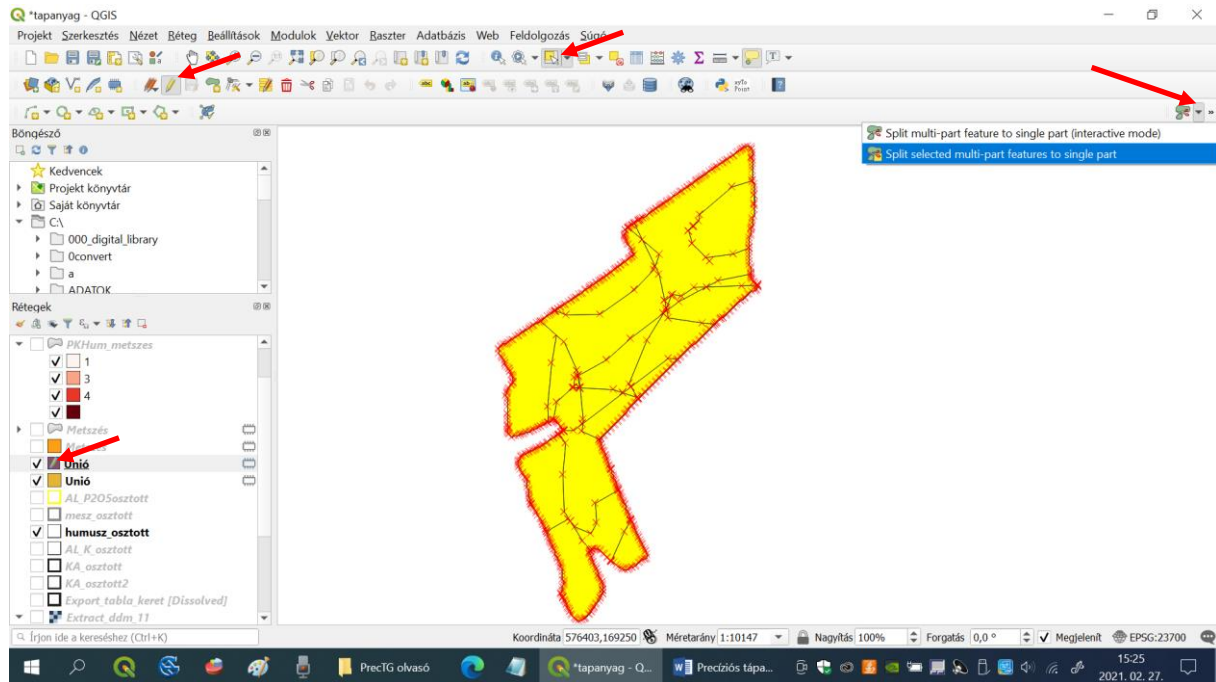 *tapanyag - QGIS
Projekt Szerkesztés Nézet Réteg Beállítások Modulok Vektor Raszter Adatbázis Web Feldolgozás Súgó
abc
xyTo
Point
Böngésző
Split multi-part feature to single part (interactive mode)
Split selected multi-part features to single part
Kedvencek
Projekt könyvtár
Saját könyvtár
C:\
000_digital_library
0convert
a
ADATOK
Rétegek
PKHum_metszes
1
3
4
Metszés
Unió
Unió
AL_P2O5osztott
mesz_osztott
humusz_osztott
AL_K_osztott
KA_osztott
KA_osztott2
Export_tabla_keret [Dissolved]
Extract_ddm_11
Írjon ide a kereséshez (Ctrl+K)
Koordináta 576403,169250 Méretarány 1:10147 Nagyítás 100% Forgatás 0,0 ° Megjelenít EPSG:23700
PrecTG olvasó
*tapanyag - Q...
Precíziós tápa...
15:25
2021. 02. 27.